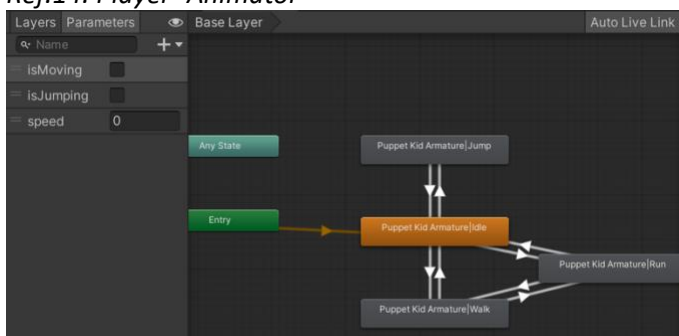 Ref.14: Player- Animator
Layers Parameters Base Layer Auto Live Link
Name
isMoving
isJumping
speed 0
Any State
Puppet Kid Armature|Jump
Entry
Puppet Kid Armature|Idle
Puppet Kid Armature|Run
Puppet Kid Armature|Walk